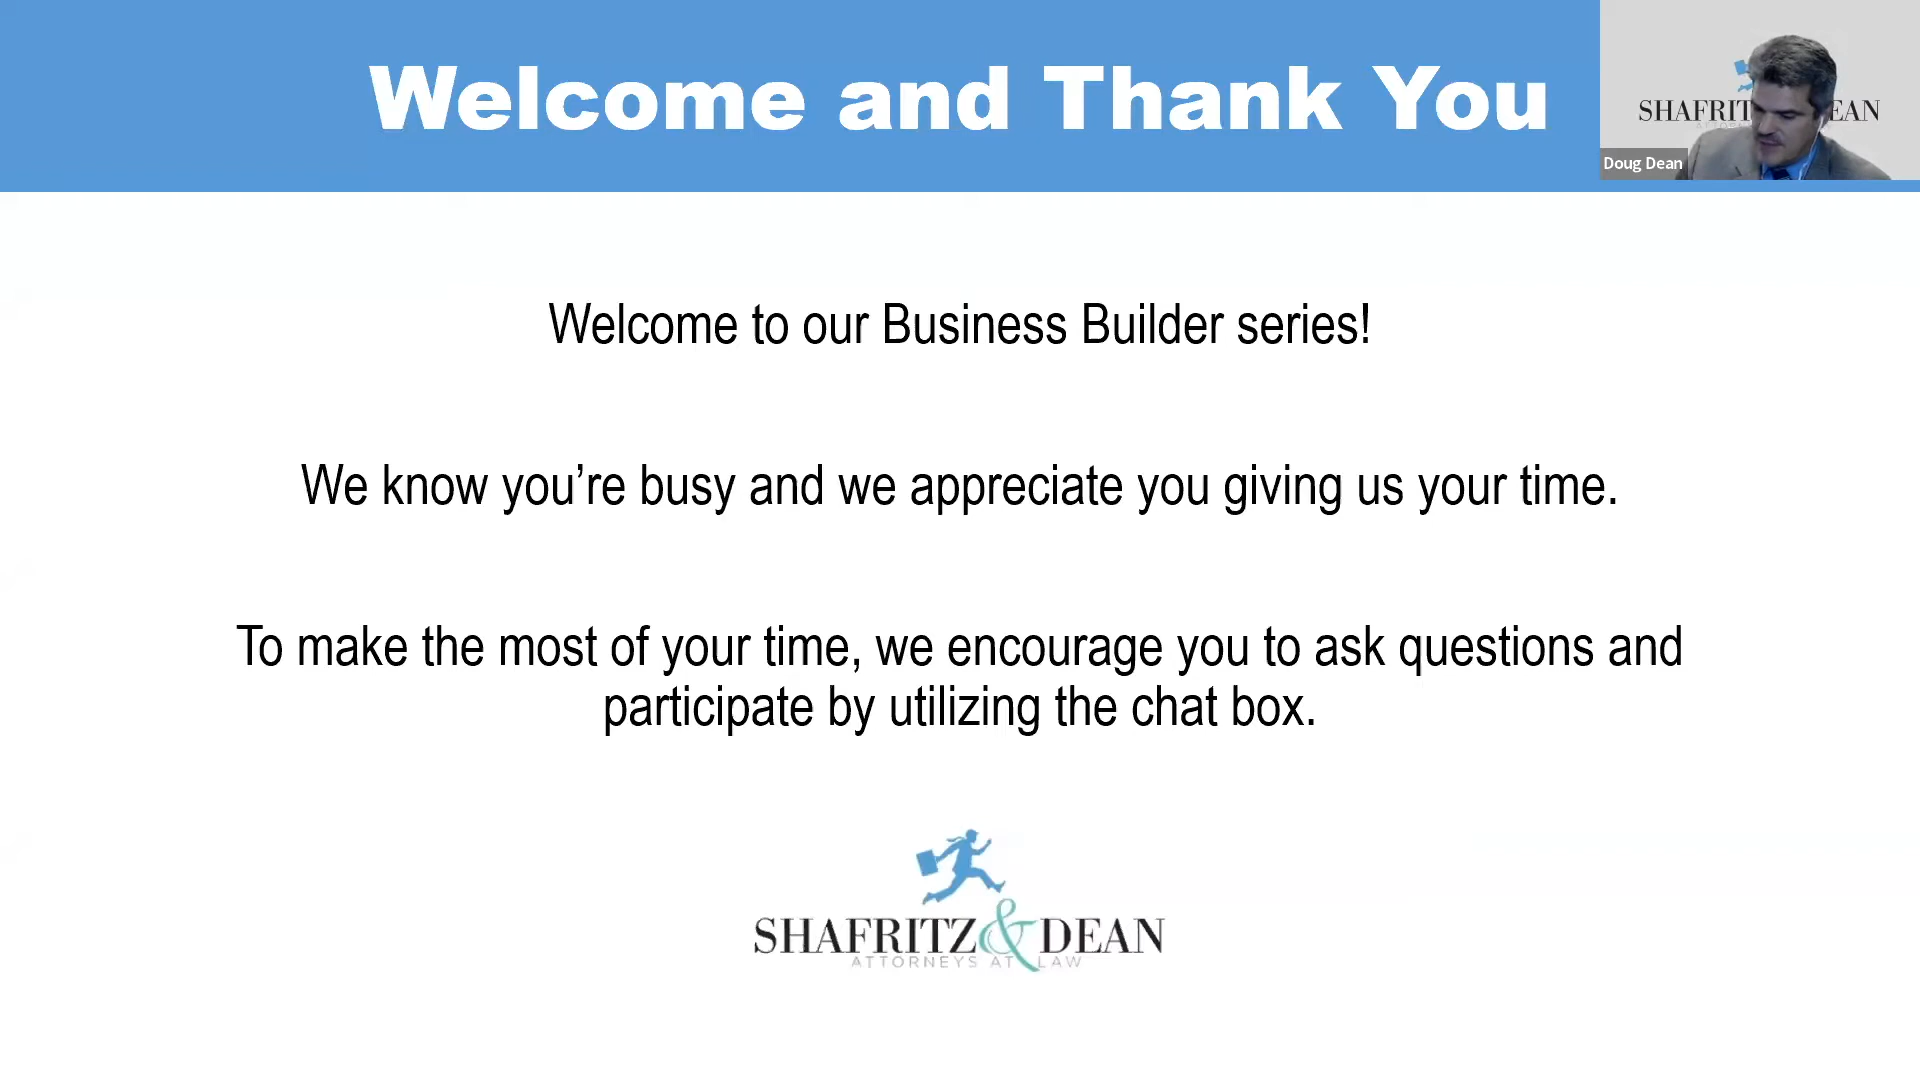 Welcome and Thank You
SHAFRIT EAN
Doug Dean
Welcome to our Business Builder series!
We know you’re busy and we appreciate you giving us your time.
To make the most of your time, we encourage you to ask questions and
participate by utilizing the chat box.
SHAFRITZ & DEAN
ATTORNEYS AT LAW